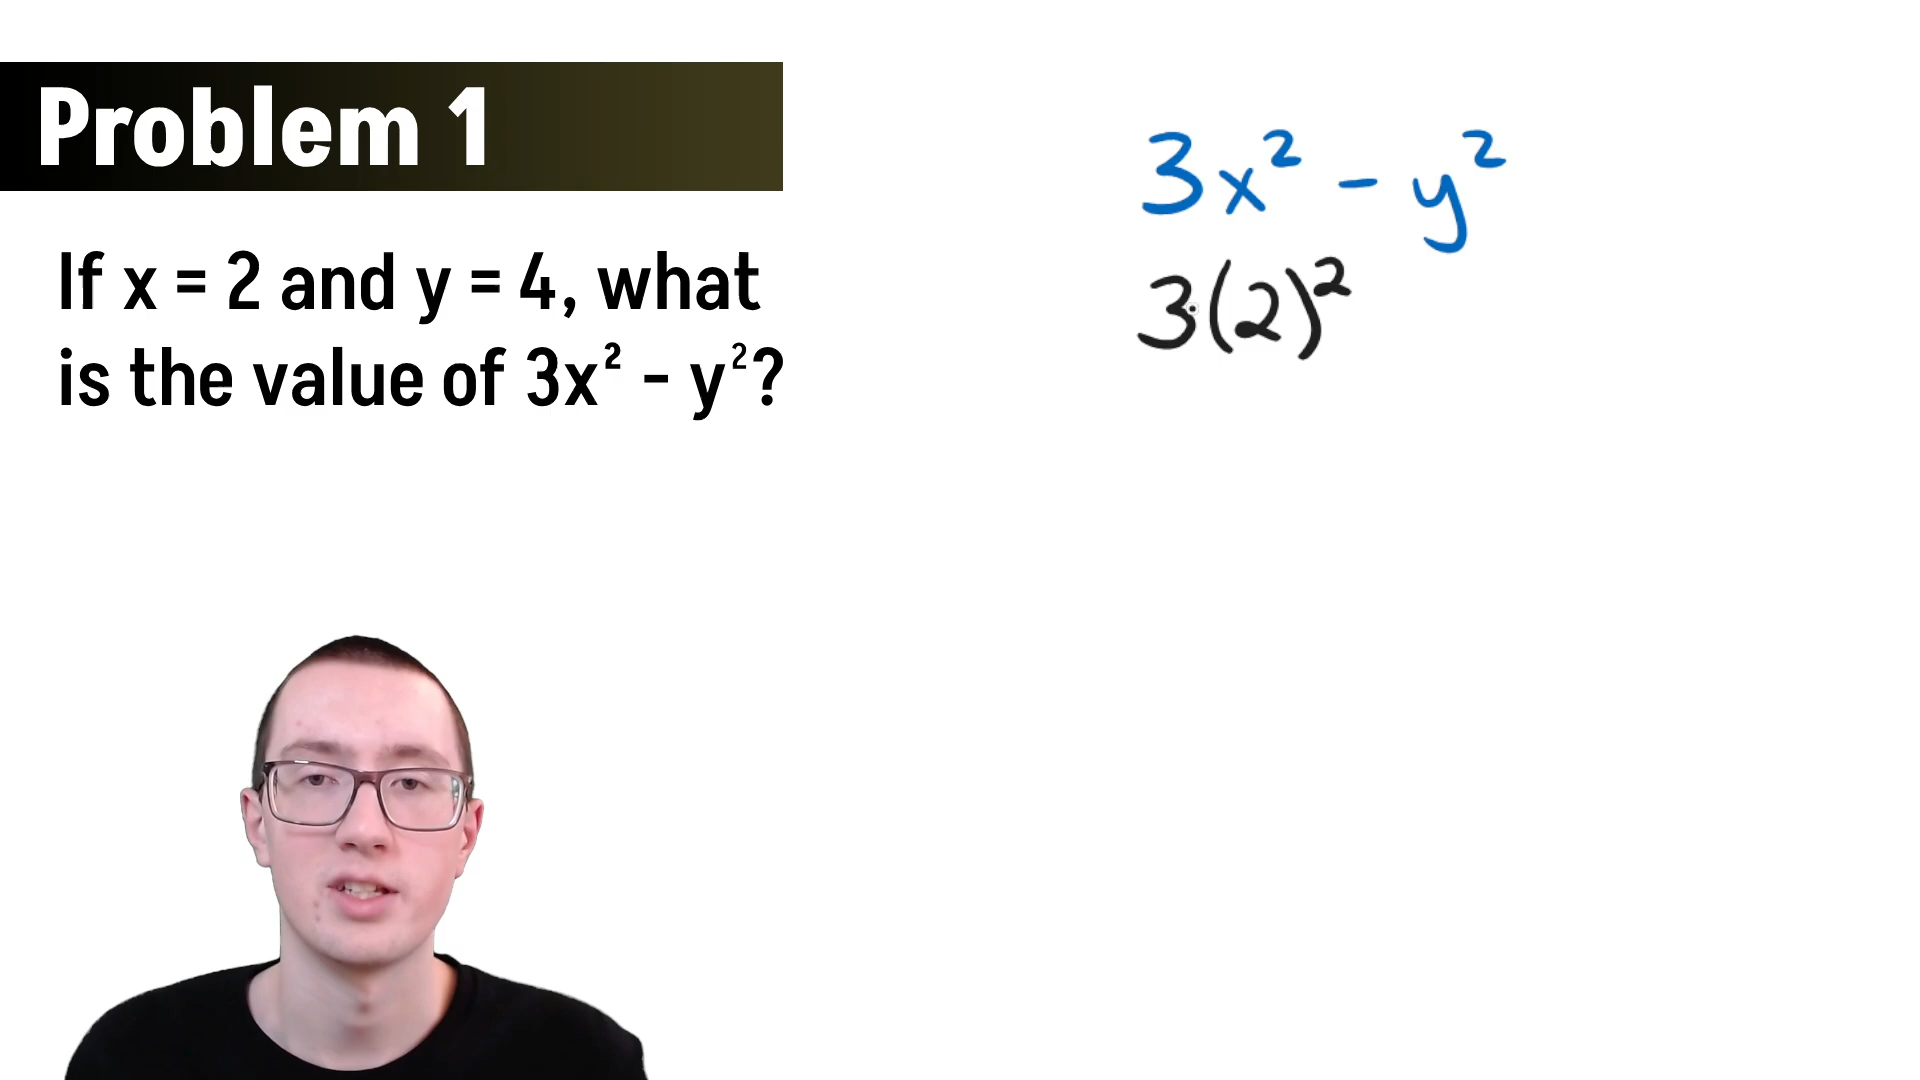 Problem 1
If x = 2 and y = 4, what
is the value of 3x² - y²?
3x² - y²
3(2)²